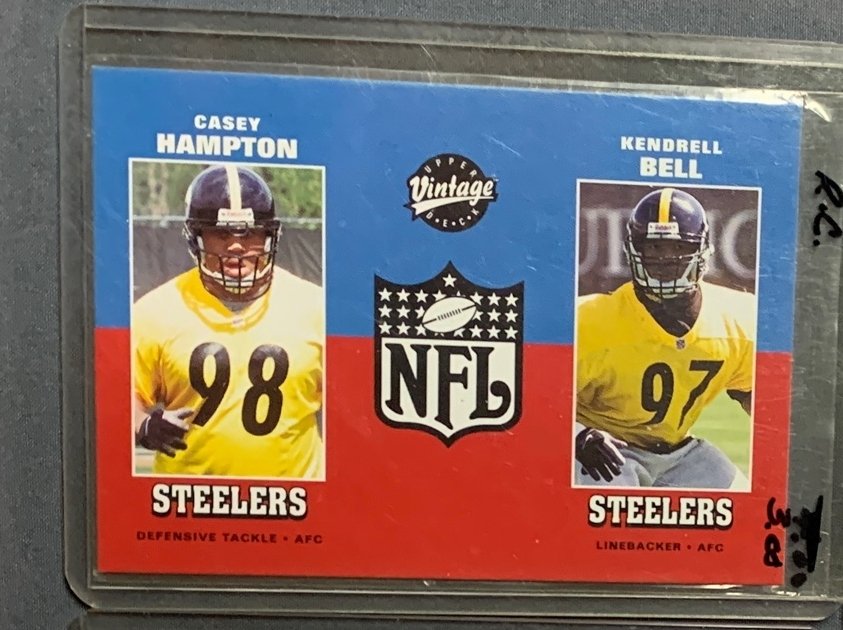 CASEY
HAMPTON
KENDRELL
BELL
UPPER
Vintage
DECK
98
97
NFL
STEELERS
DEFENSIVE TACKLE • AFC
STEELERS
LINEBACKER • AFC
R.C.